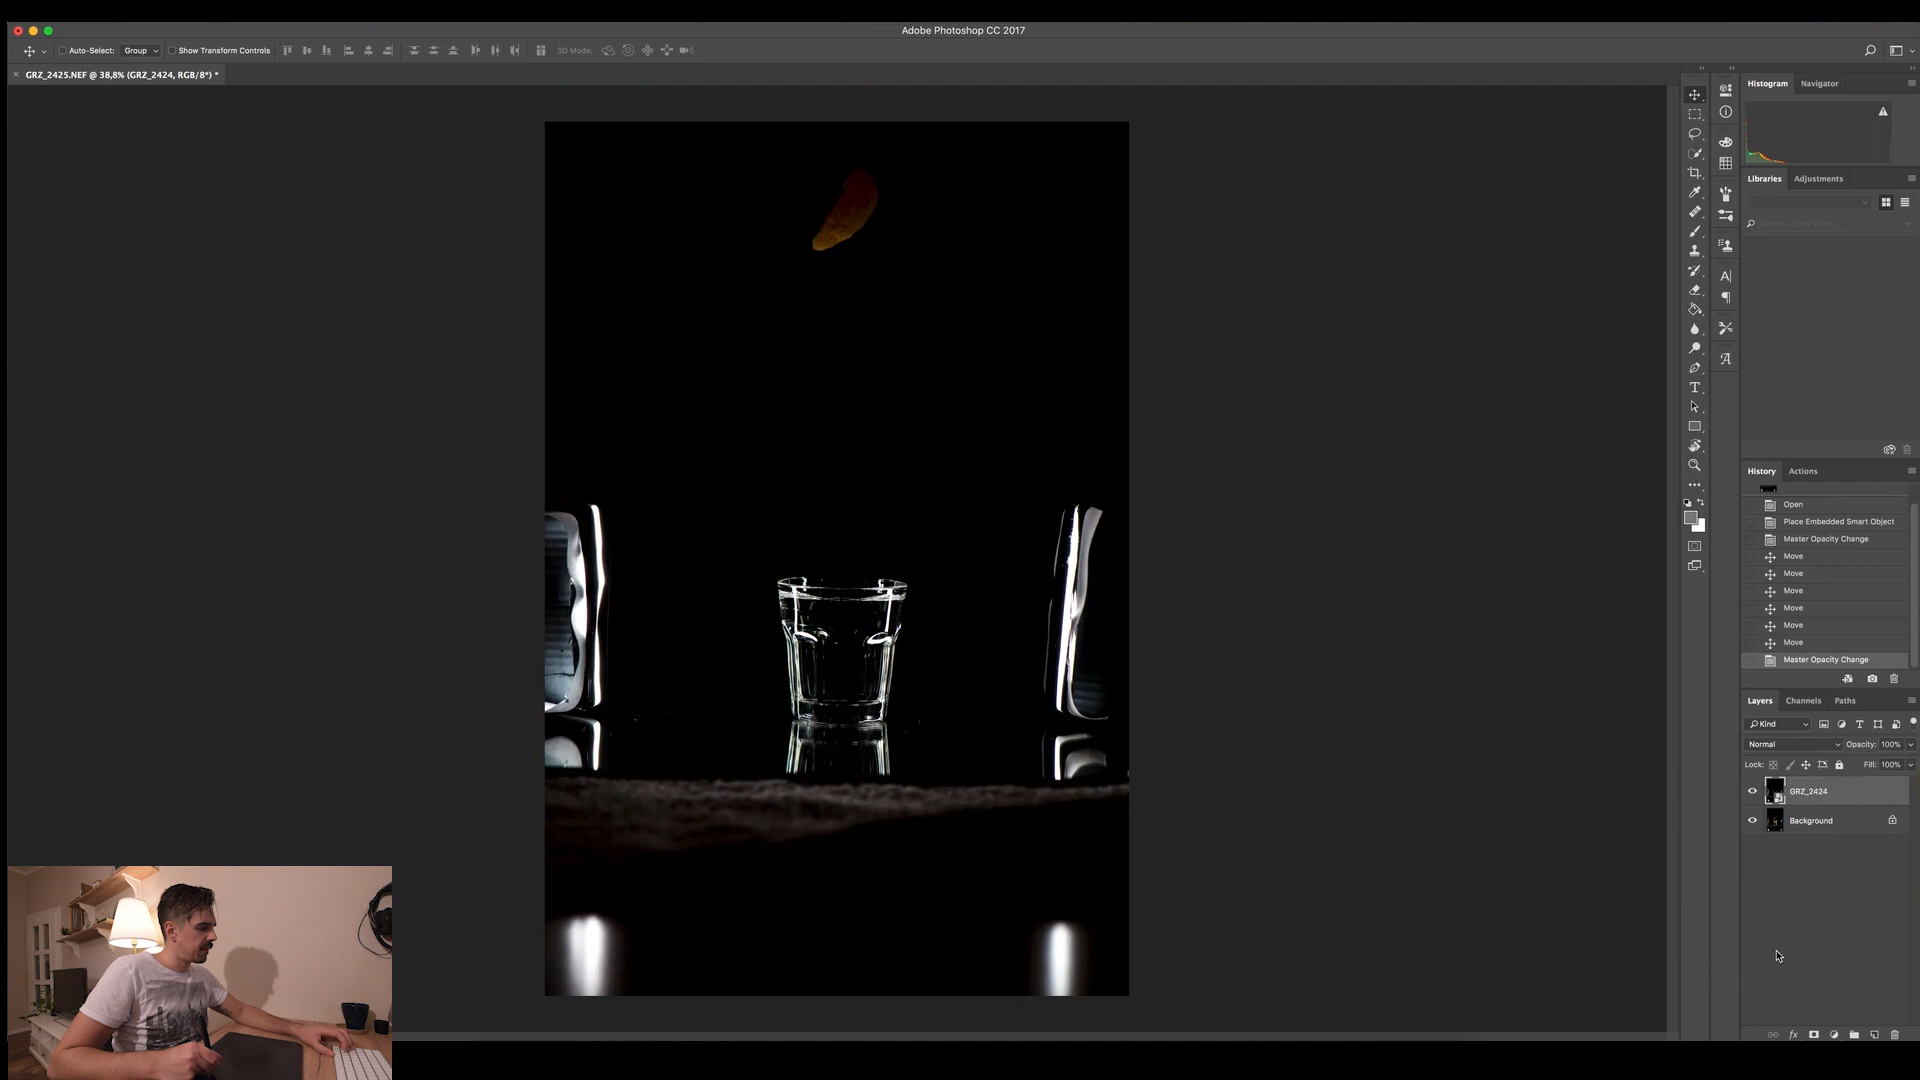 Adobe Photoshop CC 2017
Auto-Select: Group Show Transform Controls 3D Mode:
GRZ_2425.NEF @ 38,8% (GRZ_2424, RGB/8*) *
Histogram Navigator
Libraries Adjustments
History Actions
Open
Place Embedded Smart Object
Master Opacity Change
Move
Move
Move
Move
Move
Move
Master Opacity Change
Layers Channels Paths
Kind
Normal Opacity: 100%
Lock: Fill: 100%
GRZ_2424
Background
fx